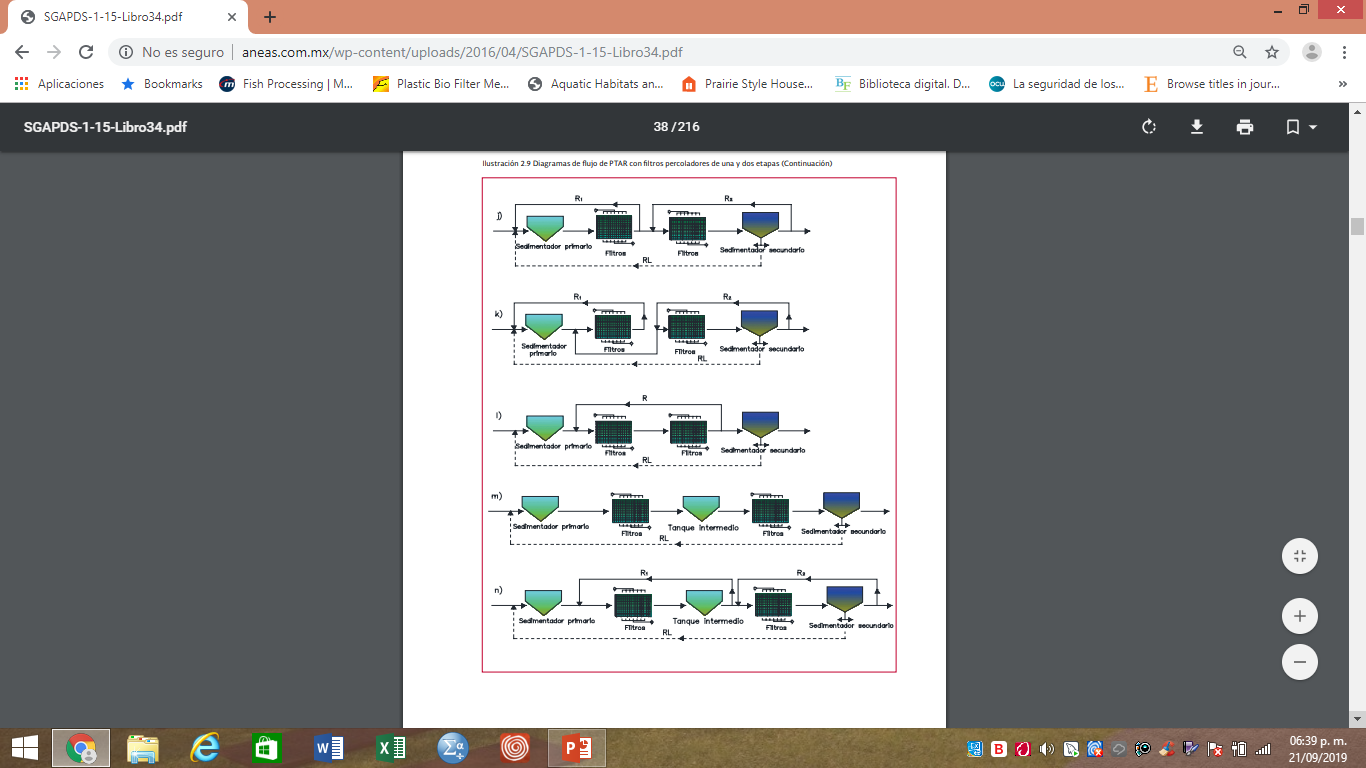 SGAPDS-1-15-Libro34.pdf
No es seguro | aneas.com.mx/wp-content/uploads/2016/04/SGAPDS-1-15-Libro34.pdf
Aplicaciones Bookmarks Fish Processing | M... Plastic Bio Filter Me... Aquatic Habitats an... Prairie Style House... BF Biblioteca digital. D... ocu La seguridad de los... E Browse titles in jour... »
SGAPDS-1-15-Libro34.pdf 38 / 216
Ilustración 2.9 Diagramas de flujo de PTAR con filtros percoladores de una y dos etapas (Continuación)
R1 R2
j)
Sedimentador primario Filtros Filtros Sedimentador secundario
RL
R1 R2
k)
Sedimentador primario Filtros Filtros Sedimentador secundario
RL
R
l)
Sedimentador primario Filtros Filtros Sedimentador secundario
RL
m)
Sedimentador primario Filtros Tanque intermedio Filtros Sedimentador secundario
RL
R1 R2
n)
Sedimentador primario Filtros Tanque intermedio Filtros Sedimentador secundario
RL
06:39 p. m.
21/09/2019